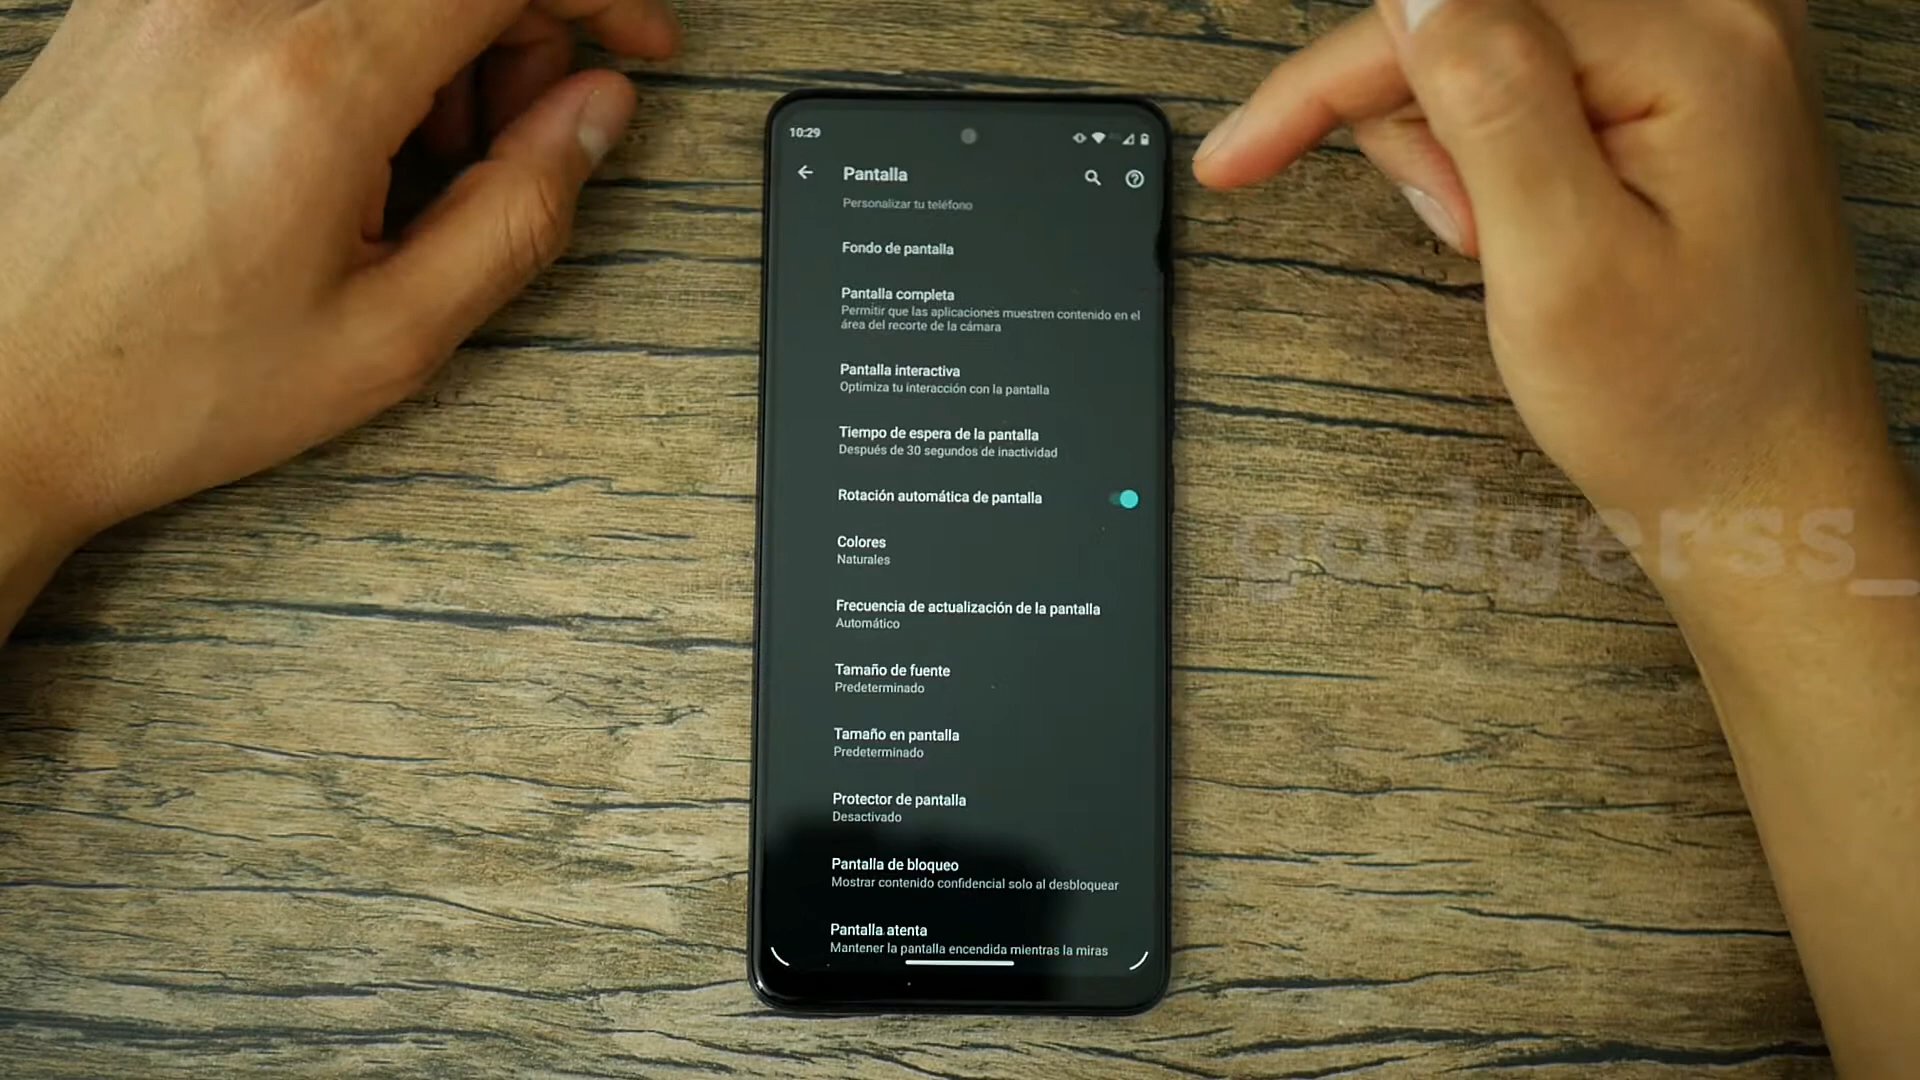 10:29
Pantalla
Personalizar tu teléfono
Fondo de pantalla
Pantalla completa
Permitir que las aplicaciones muestren contenido en el
área del recorte de la cámara
Pantalla interactiva
Optimiza tu interacción con la pantalla
Tiempo de espera de la pantalla
Después de 30 segundos de inactividad
Rotación automática de pantalla
Colores
Naturales
Frecuencia de actualización de la pantalla
Automático
Tamaño de fuente
Predeterminado
Tamaño en pantalla
Predeterminado
Protector de pantalla
Desactivado
Pantalla de bloqueo
Mostrar contenido confidencial solo al desbloquear
Pantalla atenta
Mantener la pantalla encendida mientras la miras
gadgerss_